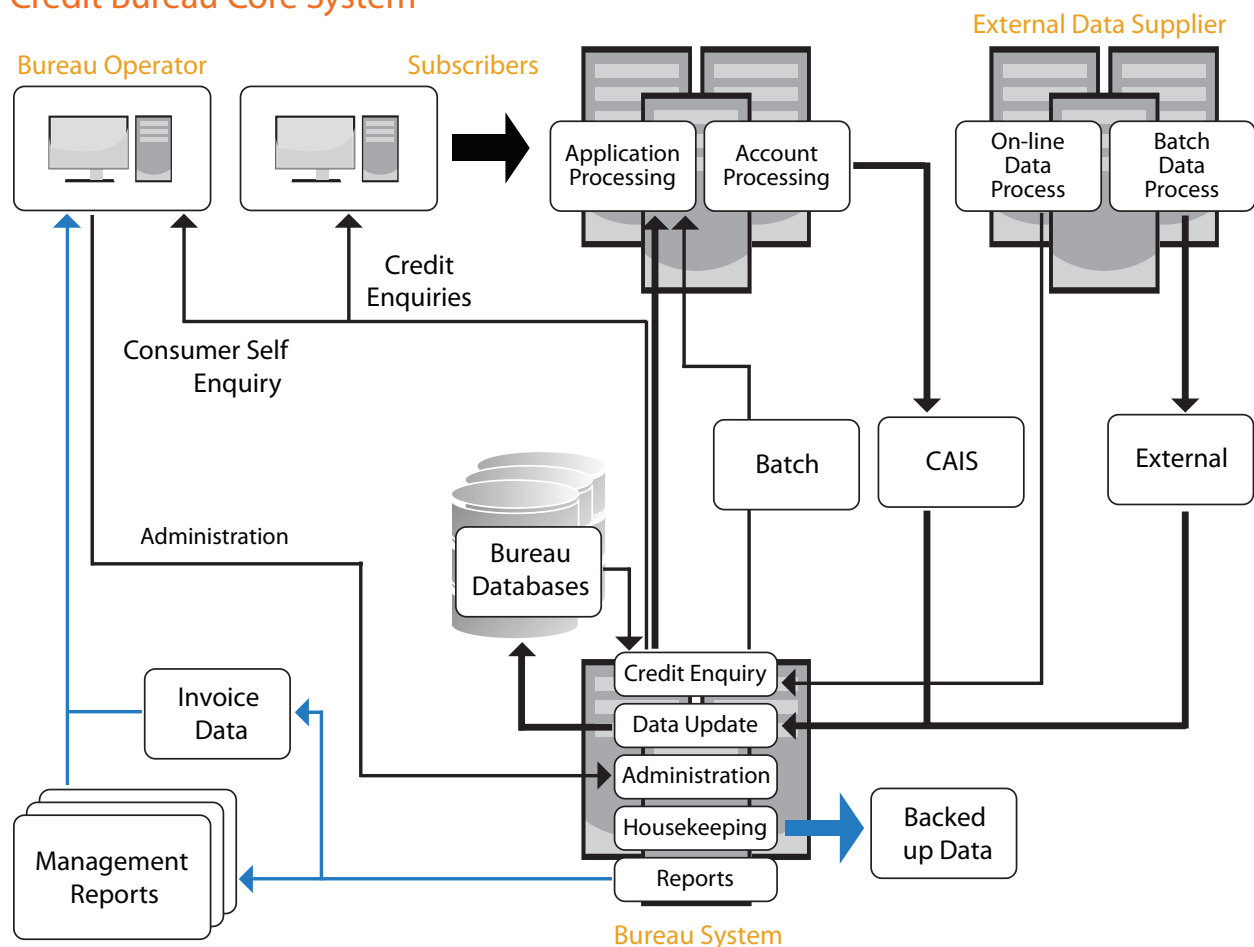 Credit Bureau Core System
External Data Supplier
Bureau Operator
Subscribers
Application
Processing
Account
Processing
On-line
Data
Process
Batch
Data
Process
Credit
Enquiries
Consumer Self
Enquiry
Batch
CAIS
External
Administration
Bureau
Databases
Credit Enquiry
Data Update
Administration
Housekeeping
Reports
Invoice
Data
Management
Reports
Backed
up Data
Bureau System